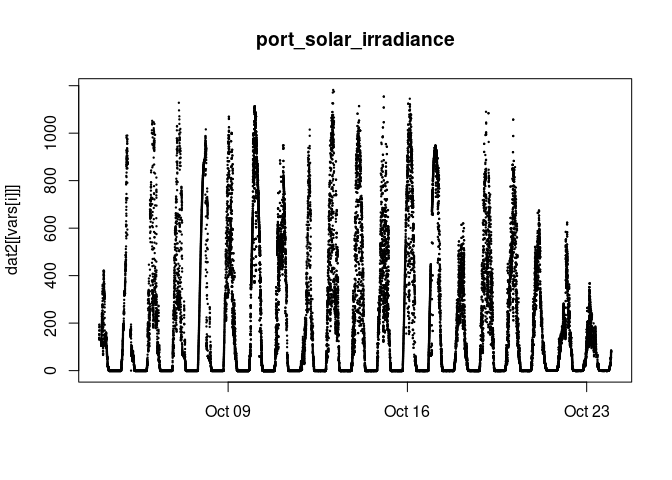 port_solar_irradiance
dat2[[vars[i]]]
1000
800
600
400
200
0
Oct 09
Oct 16
Oct 23